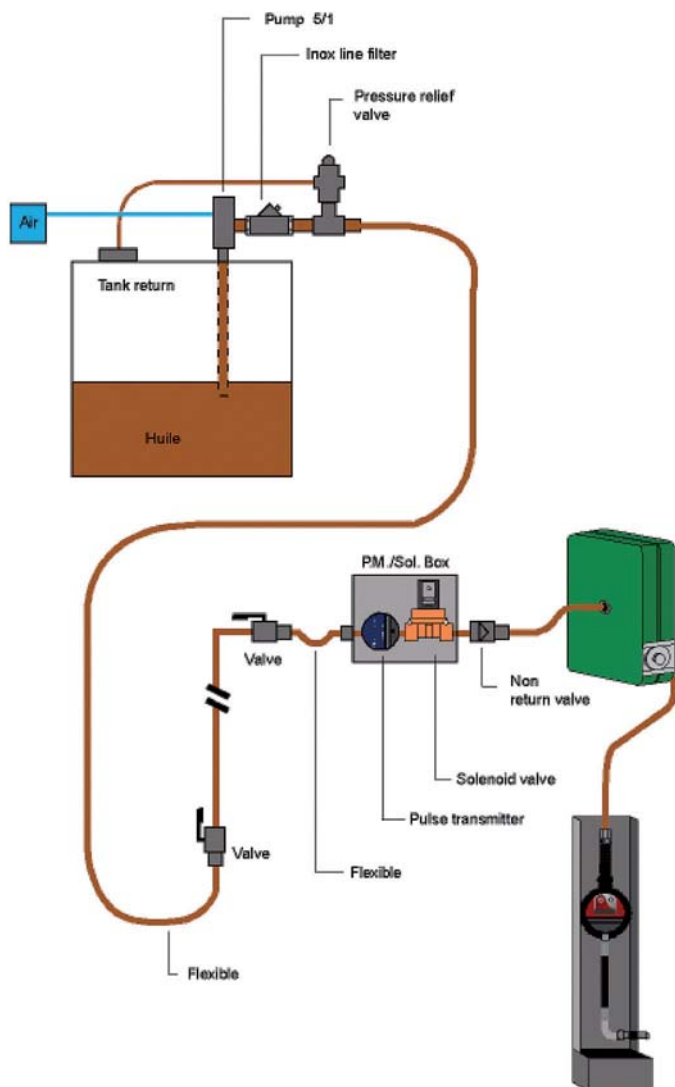 Pump 5/1
Inox line filter
Pressure relief
valve
Air
Tank return
Huile
P.M./Sol. Box
Valve
Non
return valve
Solenoid valve
Pulse transmitter
Valve
Flexible
Flexible